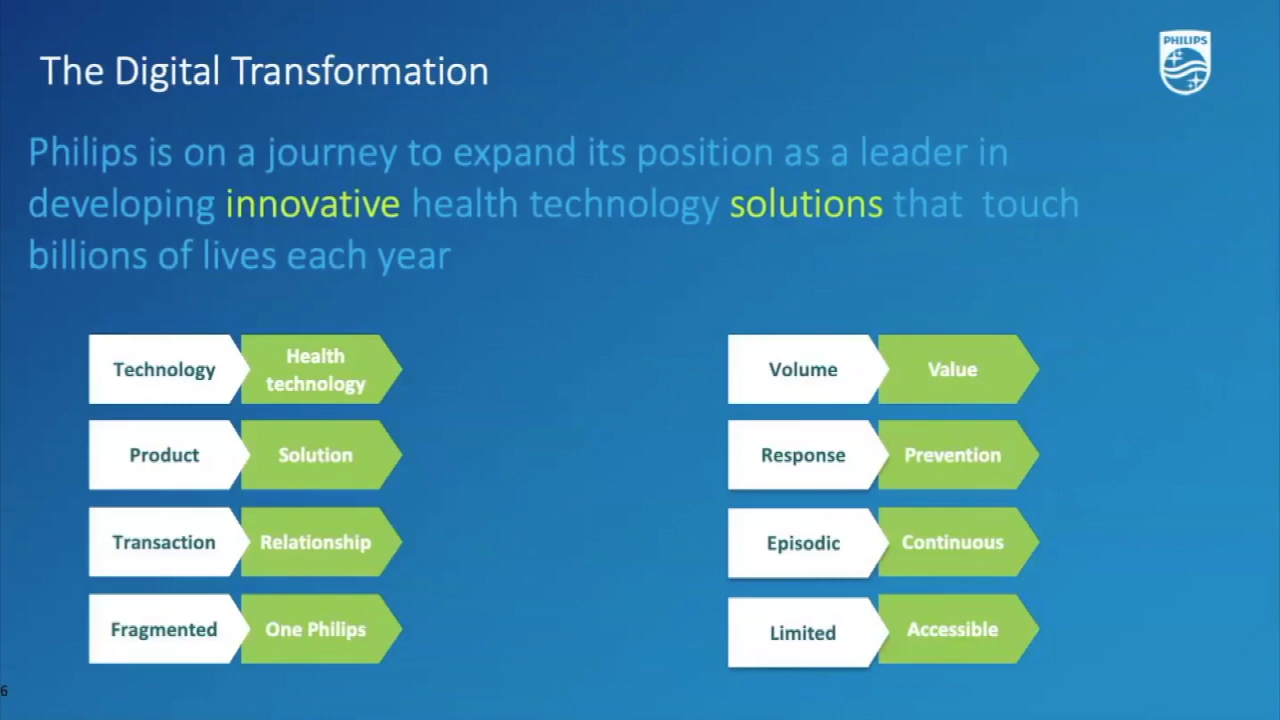 The Digital Transformation
PHILIPS
Philips is on a journey to expand its position as a leader in
developing innovative health technology solutions that touch
billions of lives each year
Technology
Health
technology
Product
Solution
Transaction
Relationship
Fragmented
One Philips
Volume
Value
Response
Prevention
Episodic
Continuous
Limited
Accessible
6